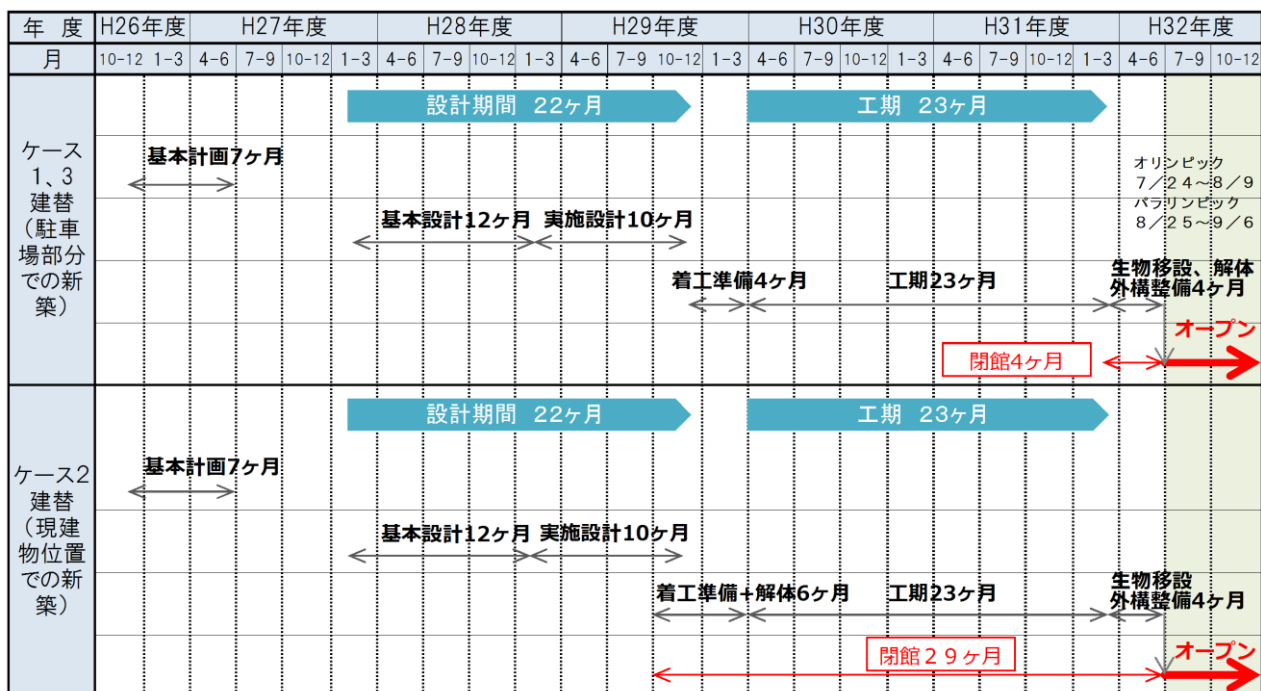 年 度 H26年度 H27年度 H28年度 H29年度 H30年度 H31年度 H32年度
月 10-12 1-3 4-6 7-9 10-12 1-3 4-6 7-9 10-12 1-3 4-6 7-9 10-12 1-3 4-6 7-9 10-12 1-3 4-6 7-9 10-12 1-3 4-6 7-9 10-12
ケース
1、3
建替
(駐車
場部分
での新
築)
設計期間 22ヶ月 工期 23ヶ月
基本計画7ヶ月
オリンピック
7/24~8/9
パラリンピック
8/25~9/6
基本設計12ヶ月 実施設計10ヶ月
着工準備4ヶ月 工期23ヶ月
生物移設、解体
外構整備4ヶ月
オープン
閉館4ヶ月
ケース2
建替
(現建
物位置
での新
築)
設計期間 22ヶ月 工期 23ヶ月
基本計画7ヶ月
基本設計12ヶ月 実施設計10ヶ月
着工準備+解体6ヶ月 工期23ヶ月
生物移設
外構整備4ヶ月
オープン
閉館29ヶ月